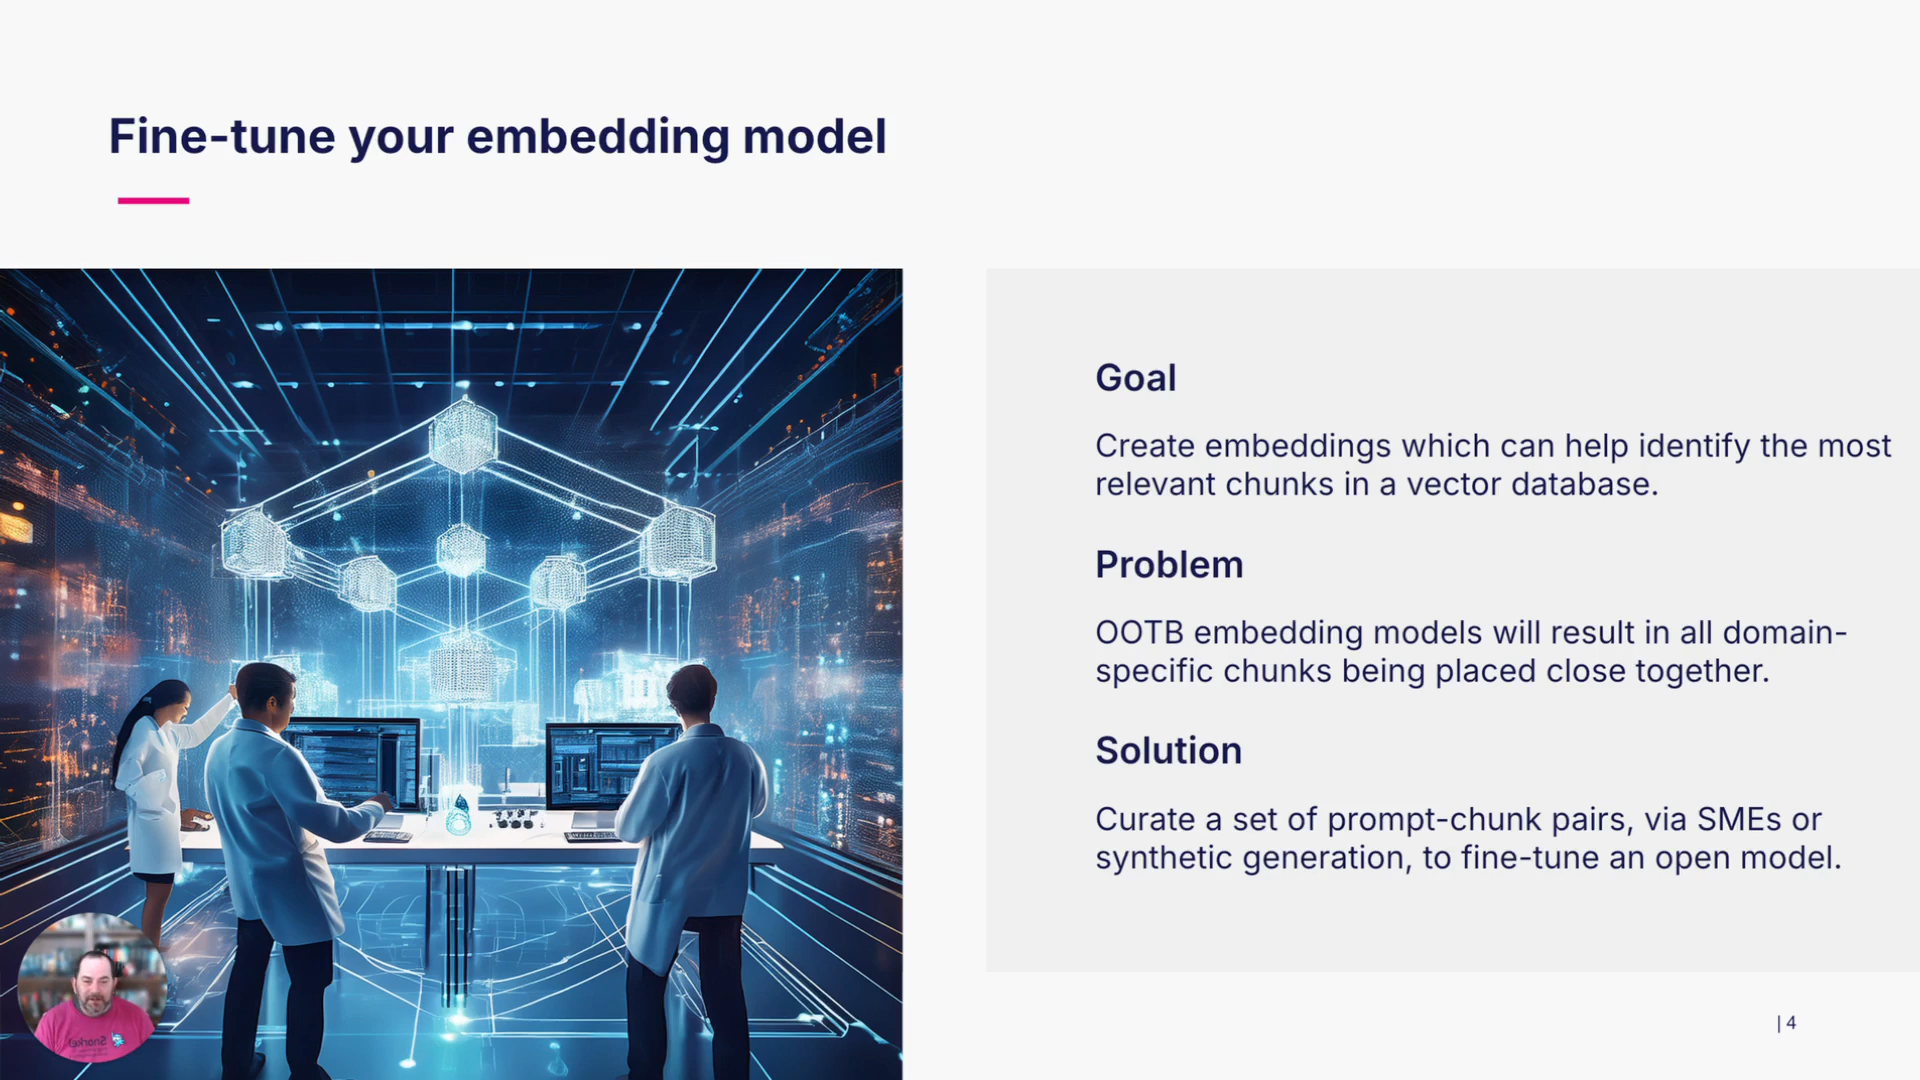 Fine-tune your embedding model
Goal
Create embeddings which can help identify the most
relevant chunks in a vector database.
Problem
OOTB embedding models will result in all domain-
specific chunks being placed close together.
Solution
Curate a set of prompt-chunk pairs, via SMEs or
synthetic generation, to fine-tune an open model.
Snorkel
| 4